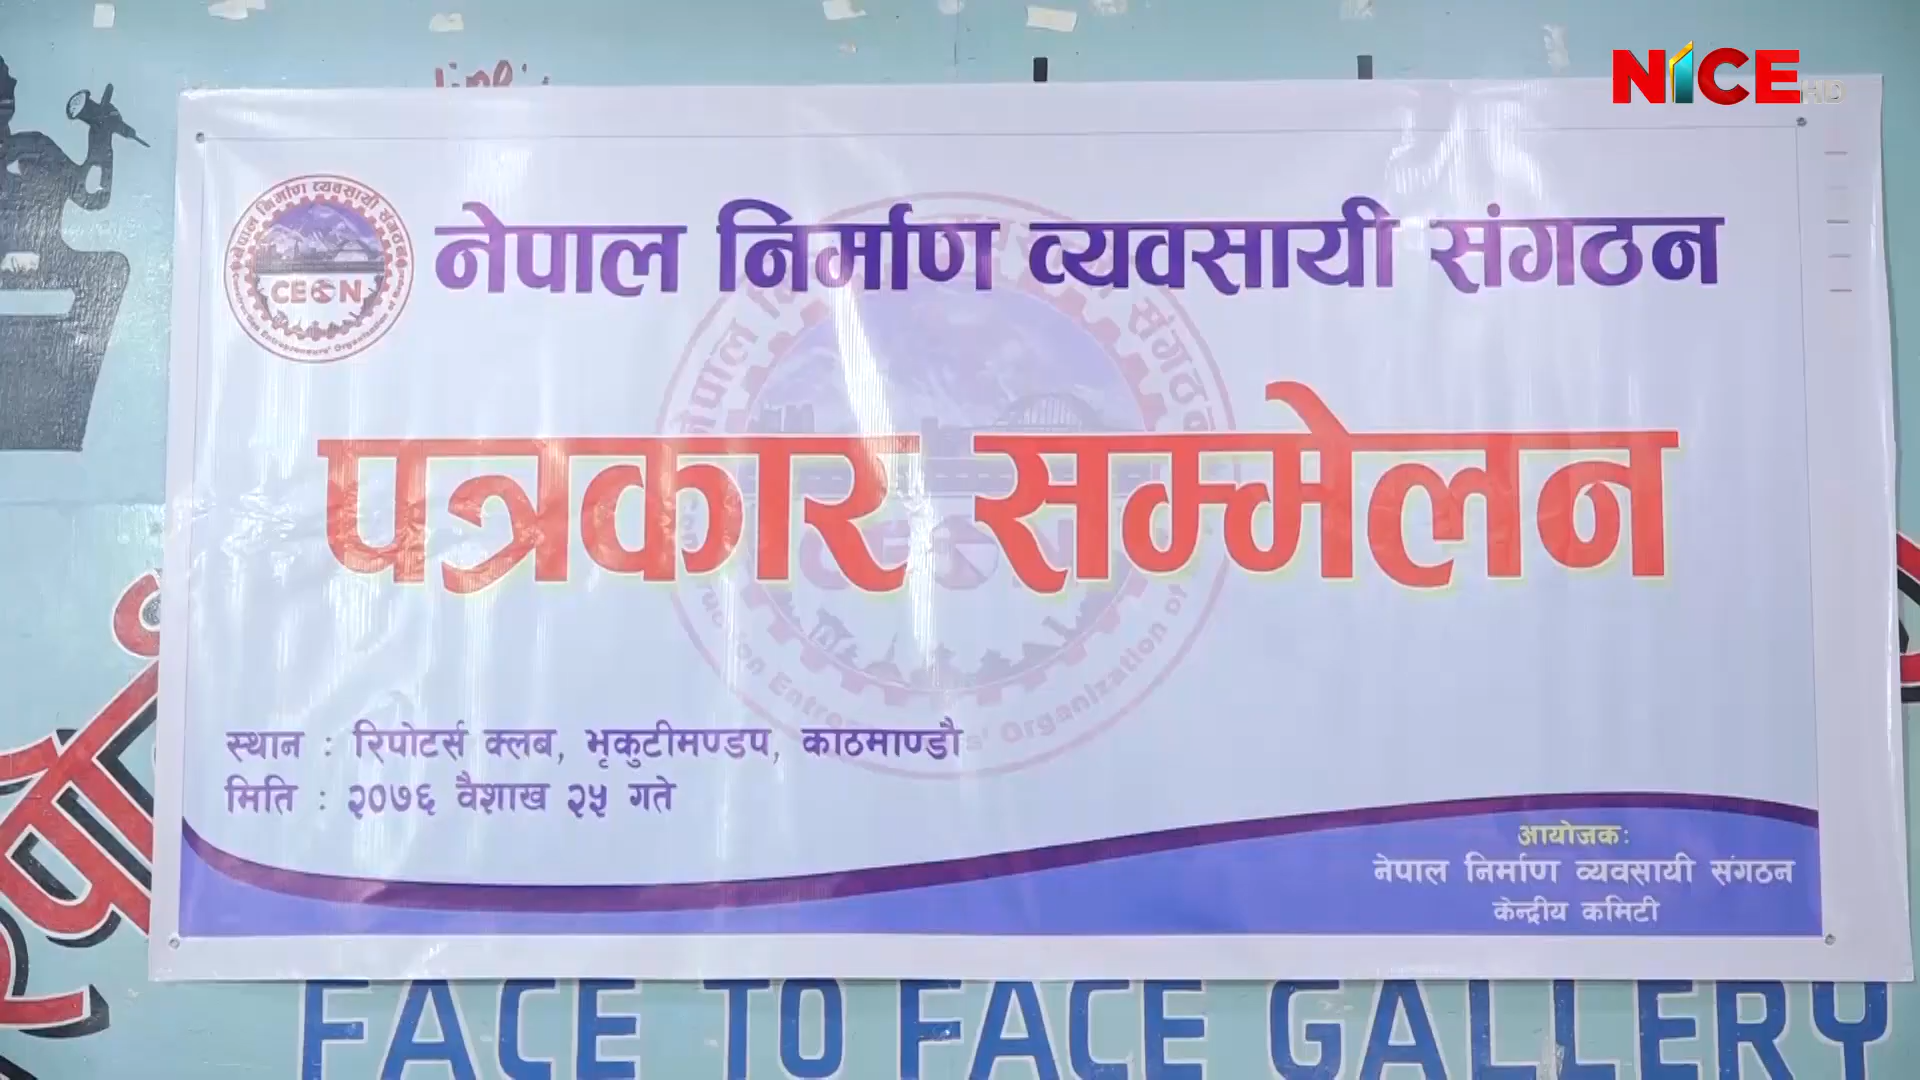 NICE HD
नेपाल निर्माण व्यवसायी संगठन
CEON
पत्रकार सम्मेलन
स्थान : रिपोटर्स क्लब, भृकुटीमण्डप, काठमाण्डौ
मिति : २०७६ वैशाख २५ गते
आयोजक:
नेपाल निर्माण व्यवसायी संगठन
केन्द्रीय कमिटी
FACE TO FACE GALLERY